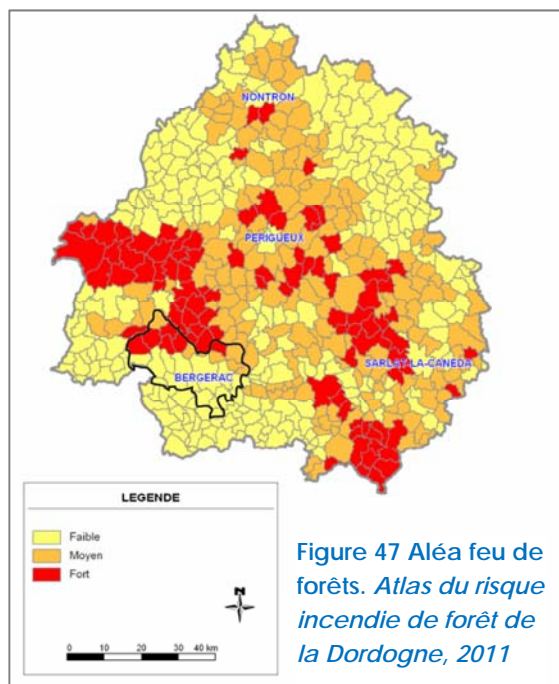 NONTRON
PERIGUEUX
SARLAT-LA-CANEDA
BERGERAC
LEGENDE
Faible
Moyen
Fort
N
0 10 20 30 40 km
Figure 47 Aléa feu de
forêts. Atlas du risque
incendie de forêt de
la Dordogne, 2011